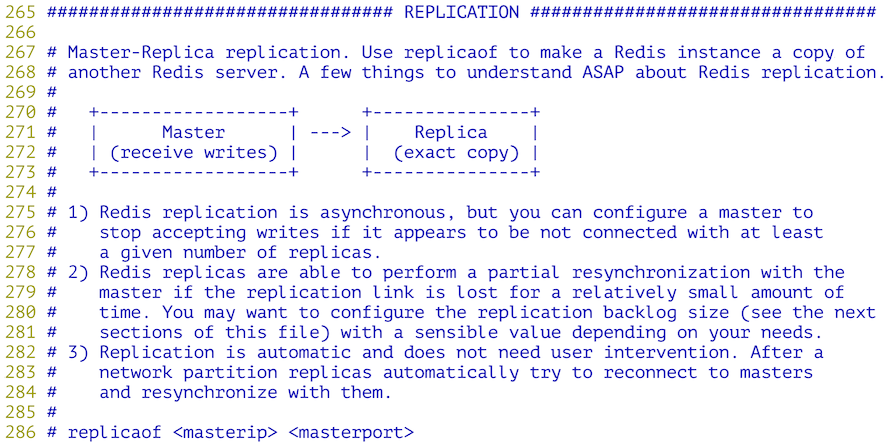 265 ################################# REPLICATION #################################
266
267 # Master-Replica replication. Use replicaof to make a Redis instance a copy of
268 # another Redis server. A few things to understand ASAP about Redis replication.
269 #
270 #   +------------------+      +---------------+
271 #   |      Master      | ---> |    Replica    |
272 #   | (receive writes) |      |  (exact copy) |
273 #   +------------------+      +---------------+
274 #
275 # 1) Redis replication is asynchronous, but you can configure a master to
276 #    stop accepting writes if it appears to be not connected with at least
277 #    a given number of replicas.
278 # 2) Redis replicas are able to perform a partial resynchronization with the
279 #    master if the replication link is lost for a relatively small amount of
280 #    time. You may want to configure the replication backlog size (see the next
281 #    sections of this file) with a sensible value depending on your needs.
282 # 3) Replication is automatic and does not need user intervention. After a
283 #    network partition replicas automatically try to reconnect to masters
284 #    and resynchronize with them.
285 #
286 # replicaof <masterip> <masterport>